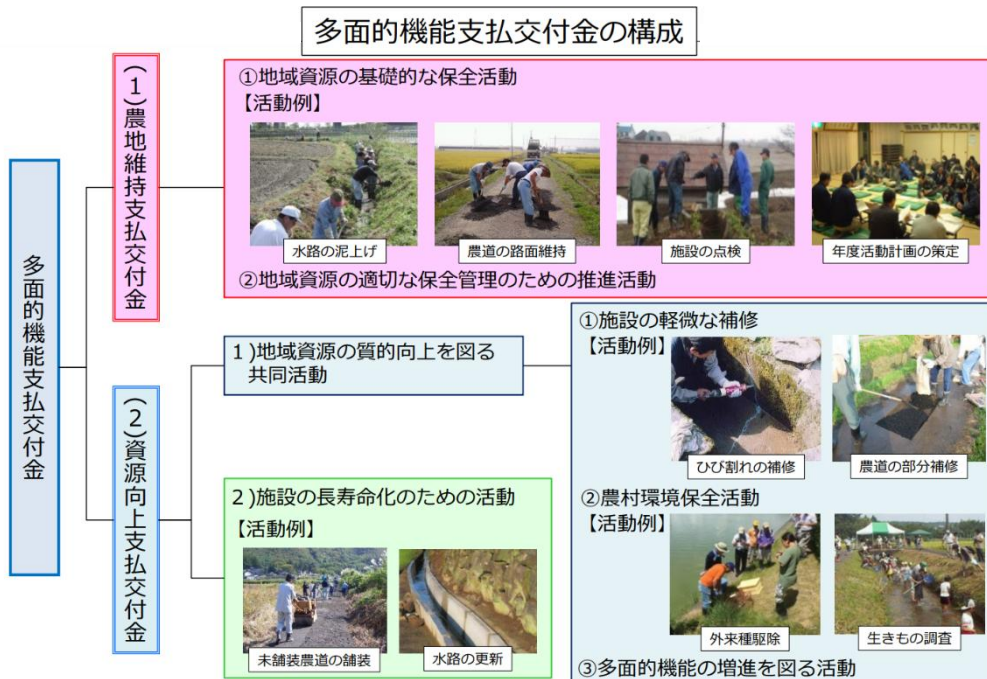 多面的機能支払交付金の構成
多面的機能支払交付金
(1)農地維持支払交付金
①地域資源の基礎的な保全活動
【活動例】
水路の泥上げ
農道の路面維持
施設の点検
年度活動計画の策定
②地域資源の適切な保全管理のための推進活動
(2)資源向上支払交付金
1)地域資源の質的向上を図る
共同活動
①施設の軽微な補修
【活動例】
ひび割れの補修
農道の部分補修
②農村環境保全活動
【活動例】
外来種駆除
生きもの調査
③多面的機能の増進を図る活動
2)施設の長寿命化のための活動
【活動例】
未舗装農道の舗装
水路の更新